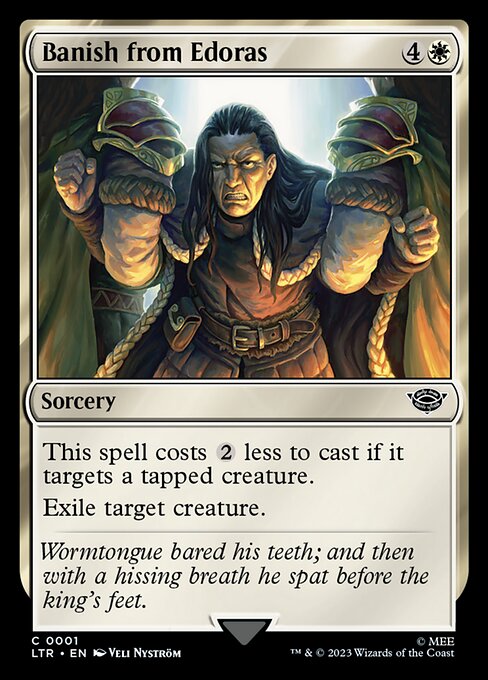 Banish from Edoras 4
Sorcery
This spell costs 2 less to cast if it
targets a tapped creature.
Exile target creature.
Wormtongue bared his teeth; and then
with a hissing breath he spat before the
king's feet.
C 0001 © MEE
LTR • EN Veli Nyström ™ & © 2023 Wizards of the Coast